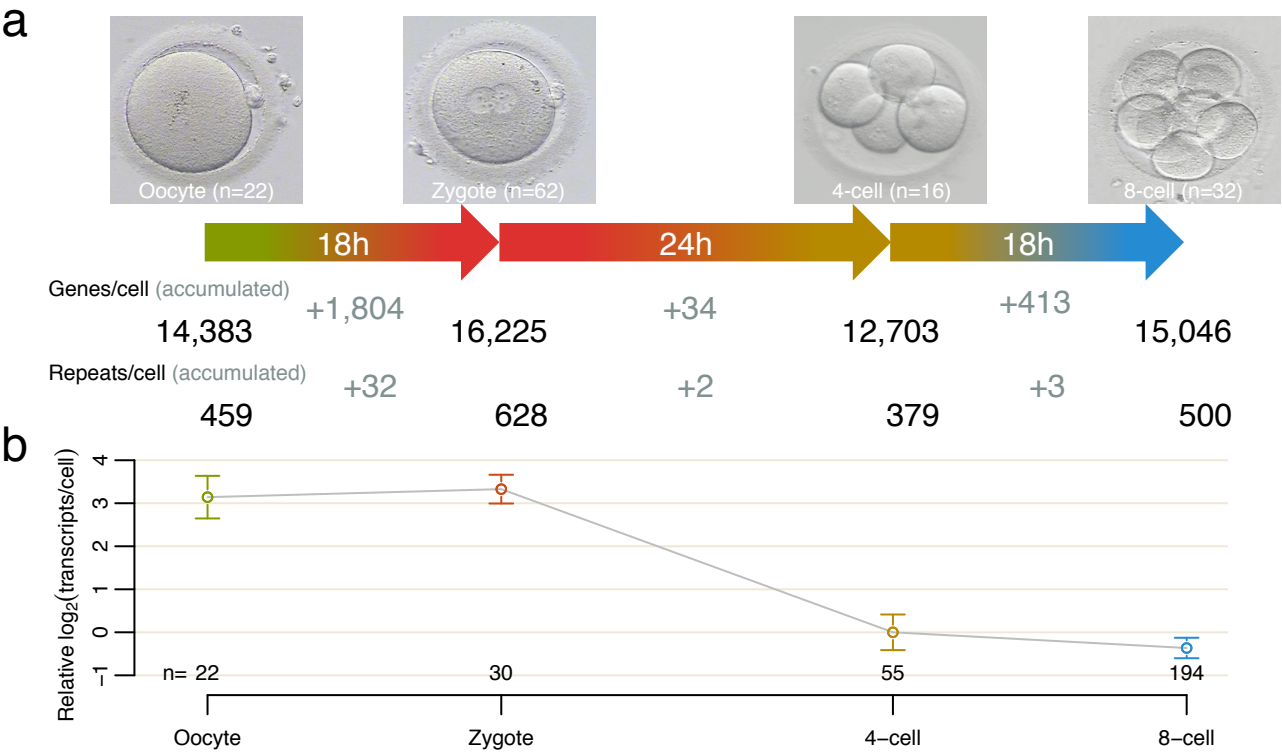 a
Oocyte (n=22)
Zygote (n=62)
4-cell (n=16)
8-cell (n=32)
18h
24h
18h
Genes/cell (accumulated)
+1,804
+34
+413
14,383
16,225
12,703
15,046
Repeats/cell (accumulated)
+32
+2
+3
459
628
379
500
b
Relative log₂(transcripts/cell)
4
3
2
1
0
−1
n= 22
30
55
194
Oocyte
Zygote
4−cell
8−cell